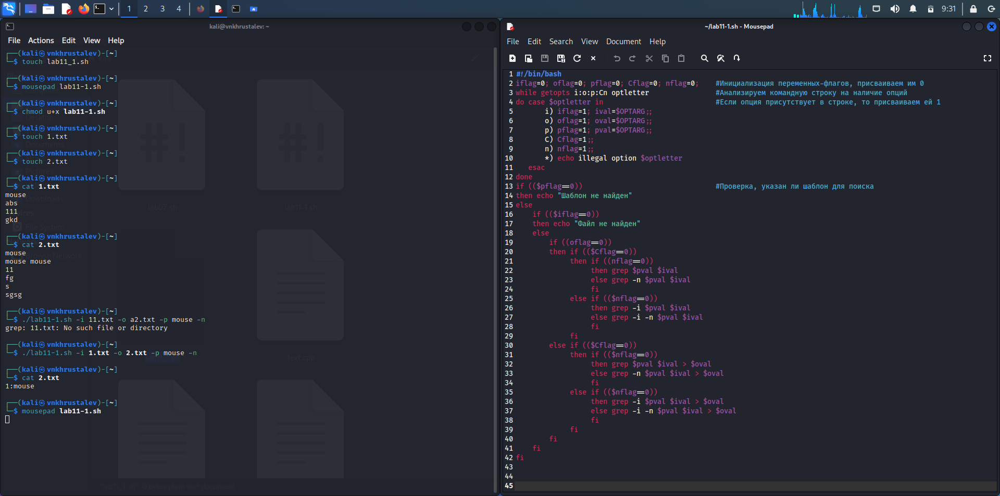 1 2 3 4 9:31
kali@vnkhrustalev: ~
File Actions Edit View Help
┌──(kali㉿vnkhrustalev)-[~]
└─$ touch lab11_1.sh
┌──(kali㉿vnkhrustalev)-[~]
└─$ mousepad lab11-1.sh
┌──(kali㉿vnkhrustalev)-[~]
└─$ chmod u+x lab11-1.sh
┌──(kali㉿vnkhrustalev)-[~]
└─$ touch 1.txt
┌──(kali㉿vnkhrustalev)-[~]
└─$ touch 2.txt
┌──(kali㉿vnkhrustalev)-[~]
└─$ cat 1.txt
mouse
abs
111
gkd
┌──(kali㉿vnkhrustalev)-[~]
└─$ cat 2.txt
mouse
mouse mouse
11
fg
s
sgsg
┌──(kali㉿vnkhrustalev)-[~]
└─$ ./lab11-1.sh -i 11.txt -o a2.txt -p mouse -n
grep: 11.txt: No such file or directory
┌──(kali㉿vnkhrustalev)-[~]
└─$ ./lab11-1.sh -i 1.txt -o 2.txt -p mouse -n
┌──(kali㉿vnkhrustalev)-[~]
└─$ cat 2.txt
1:mouse
┌──(kali㉿vnkhrustalev)-[~]
└─$ mousepad lab11-1.sh
Desktop
Documents
Pictures
Downloads
File System
Browse Network
lab07.sh
lab11-1.sh
text.cpp
~/lab11-1.sh - Mousepad
File Edit Search View Document Help
1 #!/bin/bash
2 iflag=0; oflag=0; pflag=0; Cflag=0; nflag=0; #Инициализация переменных-флагов, присваиваем им 0
3 while getopts i:o:p:Cn optletter #Анализируем командную строку на наличие опций
4 do case $optletter in #Если опция присутствует в строке, то присваиваем ей 1
5 i) iflag=1; ival=$OPTARG;;
6 o) oflag=1; oval=$OPTARG;;
7 p) pflag=1; pval=$OPTARG;;
8 C) Cflag=1;;
9 n) nflag=1;;
10 *) echo illegal option $optletter
11 esac
12 done
13 if (($pflag==0)) #Проверка, указан ли шаблон для поиска
14 then echo "Шаблон не найден"
15 else
16 if (($iflag==0))
17 then echo "Файл не найден"
18 else
19 if ((oflag==0))
20 then if (($Cflag==0))
21 then if ((nflag==0))
22 then grep $pval $ival
23 else grep -n $pval $ival
24 fi
25 else if (($nflag==0))
26 then grep -i $pval $ival
27 else grep -i -n $pval $ival
28 fi
29 fi
30 else if (($Cflag==0))
31 then if (($nflag==0))
32 then grep $pval $ival > $oval
33 else grep -n $pval $ival > $oval
34 fi
35 else if (($nflag==0))
36 then grep -i $pval $ival > $oval
37 else grep -i -n $pval $ival > $oval
38 fi
39 fi
40 fi
41 fi
42 fi
43
44
45